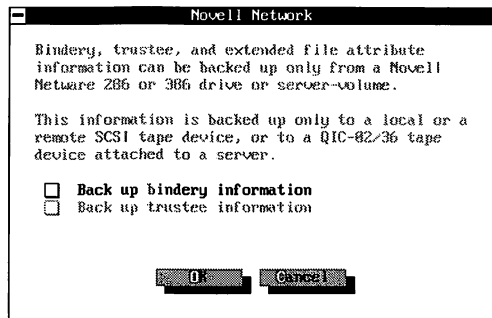 Novell Network
Bindery, trustee, and extended file attribute
information can be backed up only from a Novell
Netware 286 or 386 drive or server-volume.
This information is backed up only to a local or a
remote SCSI tape device, or to a QIC-02/36 tape
device attached to a server.
Back up bindery information
Back up trustee information
OK Cancel